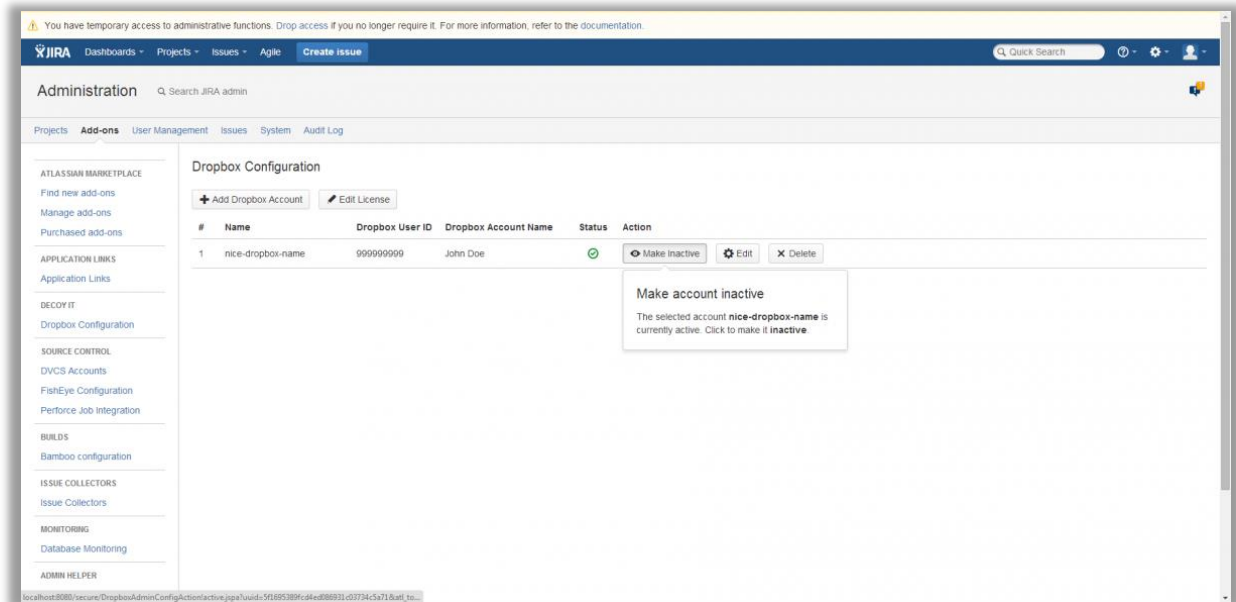 You have temporary access to administrative functions. Drop access if you no longer require it. For more information, refer to the documentation.
JIRA Dashboards Projects Issues Agile Create issue Quick Search
Administration Search JIRA admin
Projects Add-ons User Management Issues System Audit Log
ATLASSIAN MARKETPLACE
Find new add-ons
Manage add-ons
Purchased add-ons
APPLICATION LINKS
Application Links
DECOY IT
Dropbox Configuration
SOURCE CONTROL
DVCS Accounts
FishEye Configuration
Perforce Job Integration
BUILDS
Bamboo configuration
ISSUE COLLECTORS
Issue Collectors
MONITORING
Database Monitoring
ADMIN HELPER
Dropbox Configuration
Add Dropbox Account Edit License
# Name Dropbox User ID Dropbox Account Name Status Action
1 nice-dropbox-name 999999999 John Doe Make Inactive Edit Delete
Make account inactive
The selected account nice-dropbox-name is
currently active. Click to make it inactive.